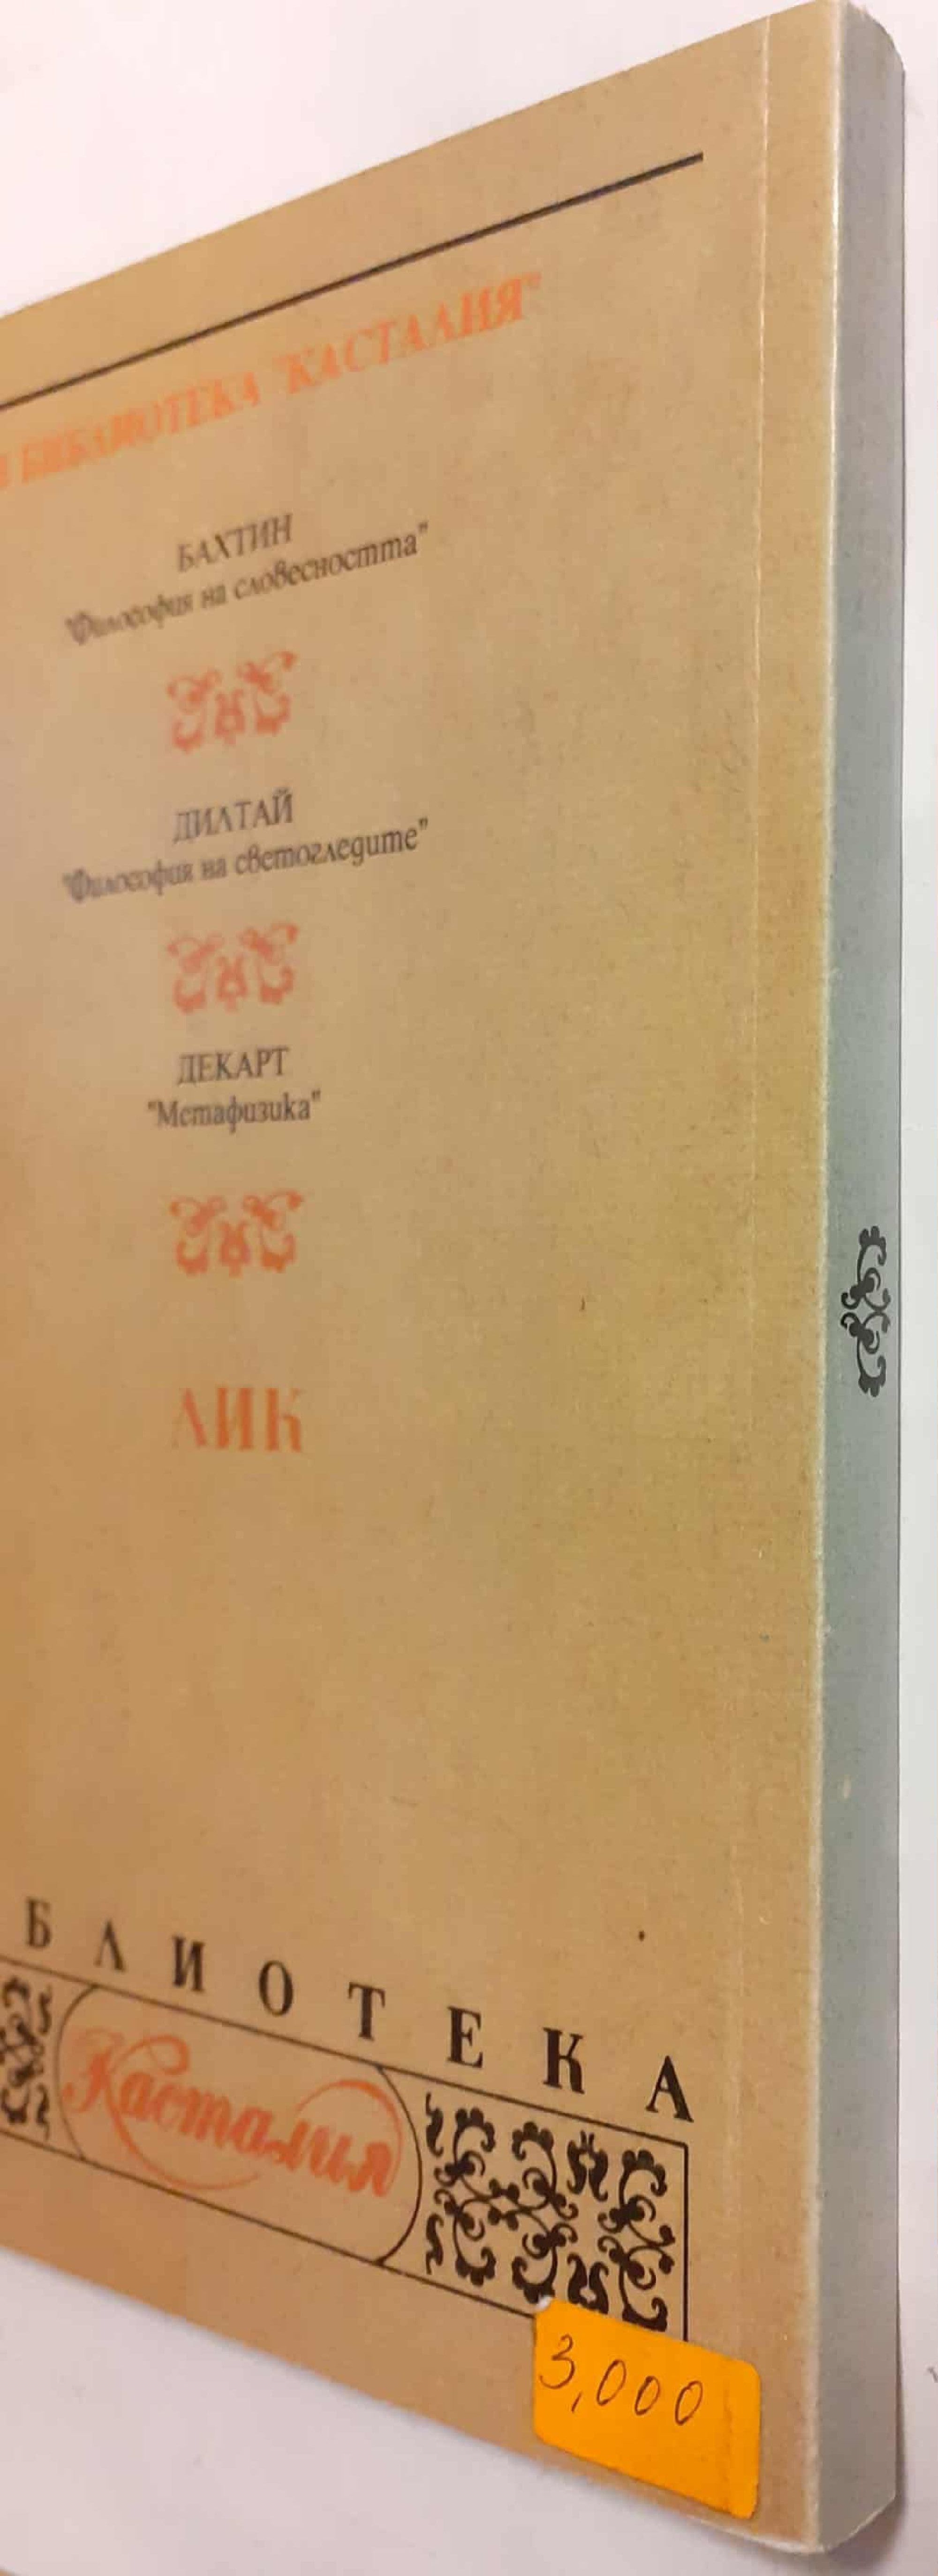 БИБЛИОТЕКА "КАСТАЛИЯ"
БАХТИН
"Философия на словесността"
ДИЛТАЙ
"Философия на светогледите"
ДЕКАРТ
"Метафизика"
ЛИК
БЛИОТЕКА
Касталия
3,000